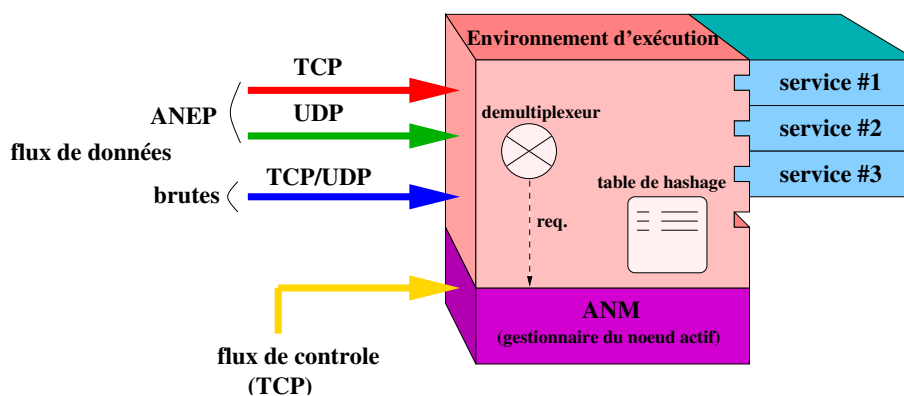 Environnement d'exécution
TCP
ANEP
UDP
flux de données
TCP/UDP
brutes
demultiplexeur
table de hashage
req.
service #1
service #2
service #3
ANM
(gestionnaire du noeud actif)
flux de controle
(TCP)